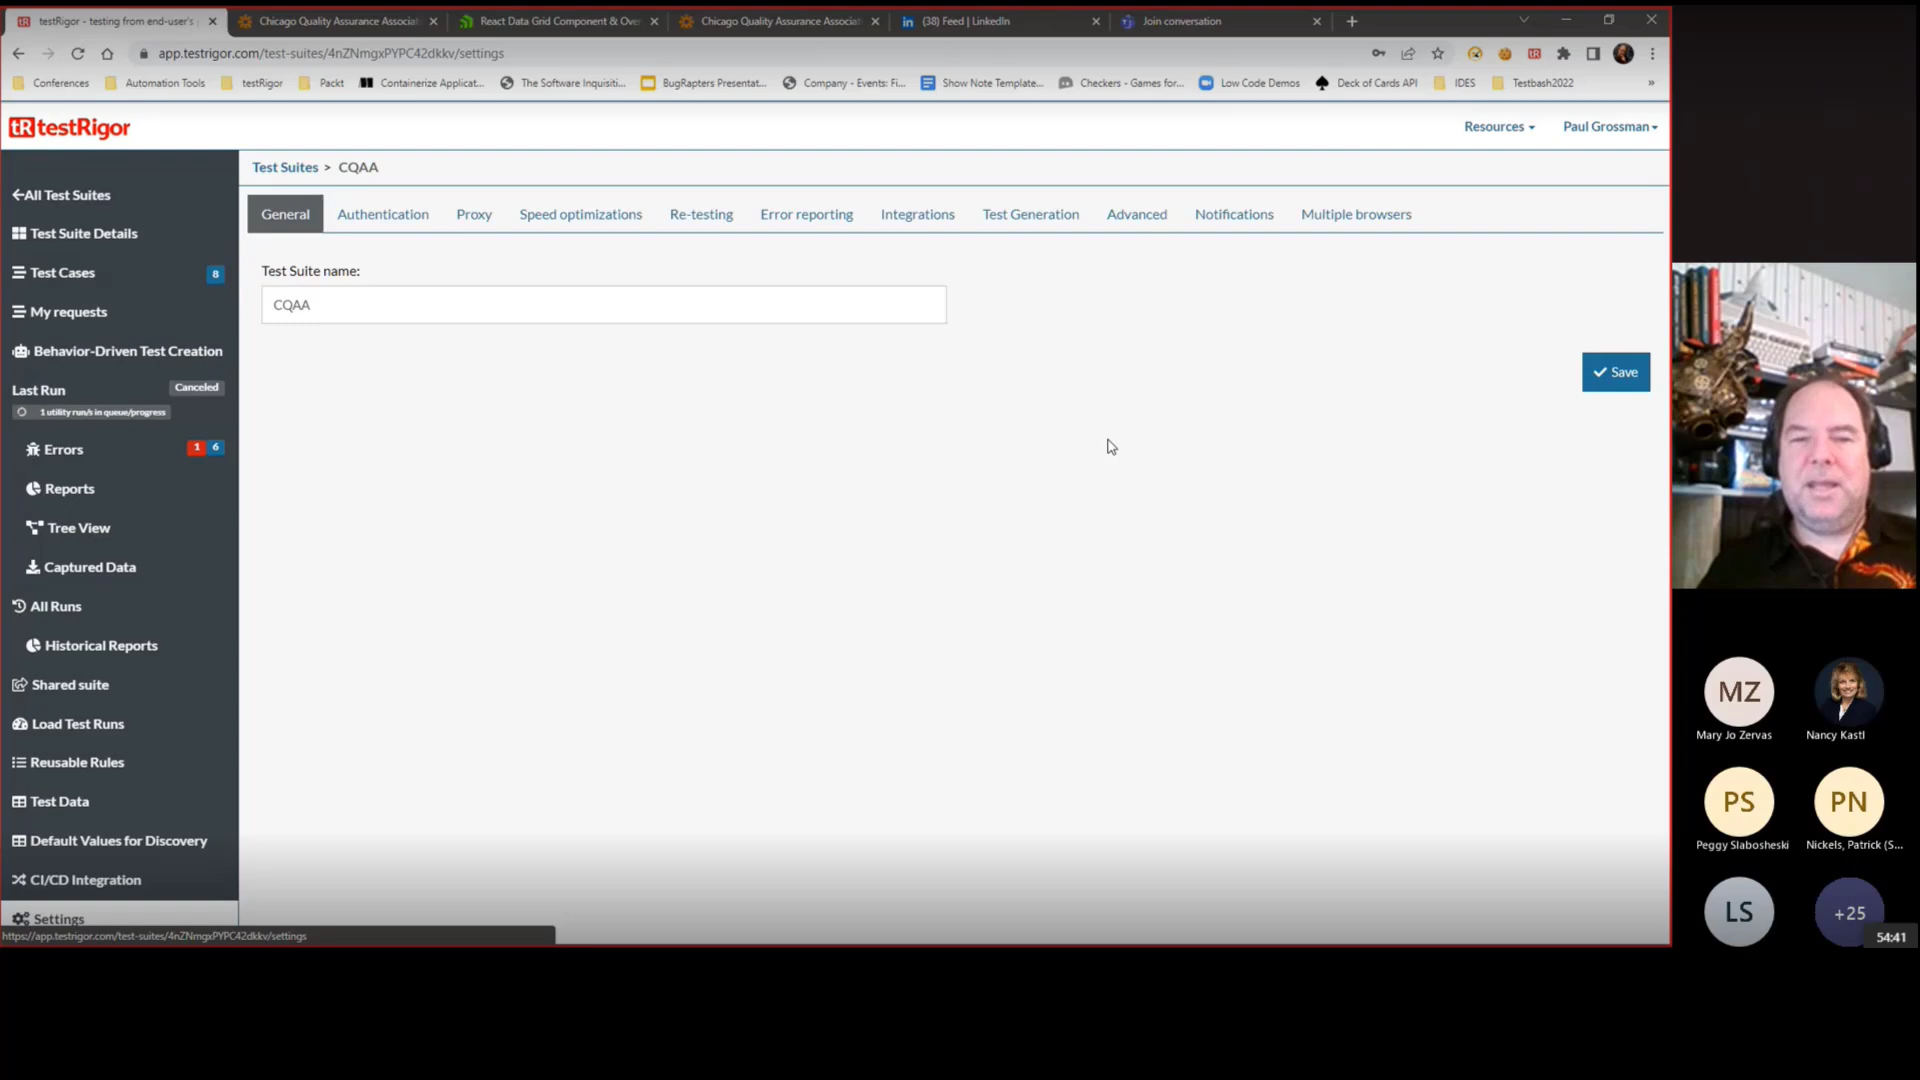 testRigor - testing from end-user's
Chicago Quality Assurance Associat
React Data Grid Component & Over
Chicago Quality Assurance Associat
(38) Feed | LinkedIn
Join conversation
app.testrigor.com/test-suites/4nZNmgxPYPC42dkkv/settings
Conferences
Automation Tools
testRigor
Packt
Containerize Applicat...
The Software Inquisiti...
BugRapters Presentat...
Company - Events: Fi...
Show Note Template...
Checkers - Games for...
Low Code Demos
Deck of Cards API
IDES
Testbash2022
»
tR testRigor
Resources
Paul Grossman
All Test Suites
Test Suite Details
Test Cases 8
My requests
Behavior-Driven Test Creation
Last Run Canceled
1 utility run/s in queue/progress
Errors 1 6
Reports
Tree View
Captured Data
All Runs
Historical Reports
Shared suite
Load Test Runs
Reusable Rules
Test Data
Default Values for Discovery
CI/CD Integration
Settings
https://app.testrigor.com/test-suites/4nZNmgxPYPC42dkkv/settings
Test Suites > CQAA
General
Authentication
Proxy
Speed optimizations
Re-testing
Error reporting
Integrations
Test Generation
Advanced
Notifications
Multiple browsers
Test Suite name:
CQAA
Save
MZ
Mary Jo Zervas
Nancy Kastl
PS
PN
Peggy Slabosheski
Nickels, Patrick (S...
LS
+25
54:41